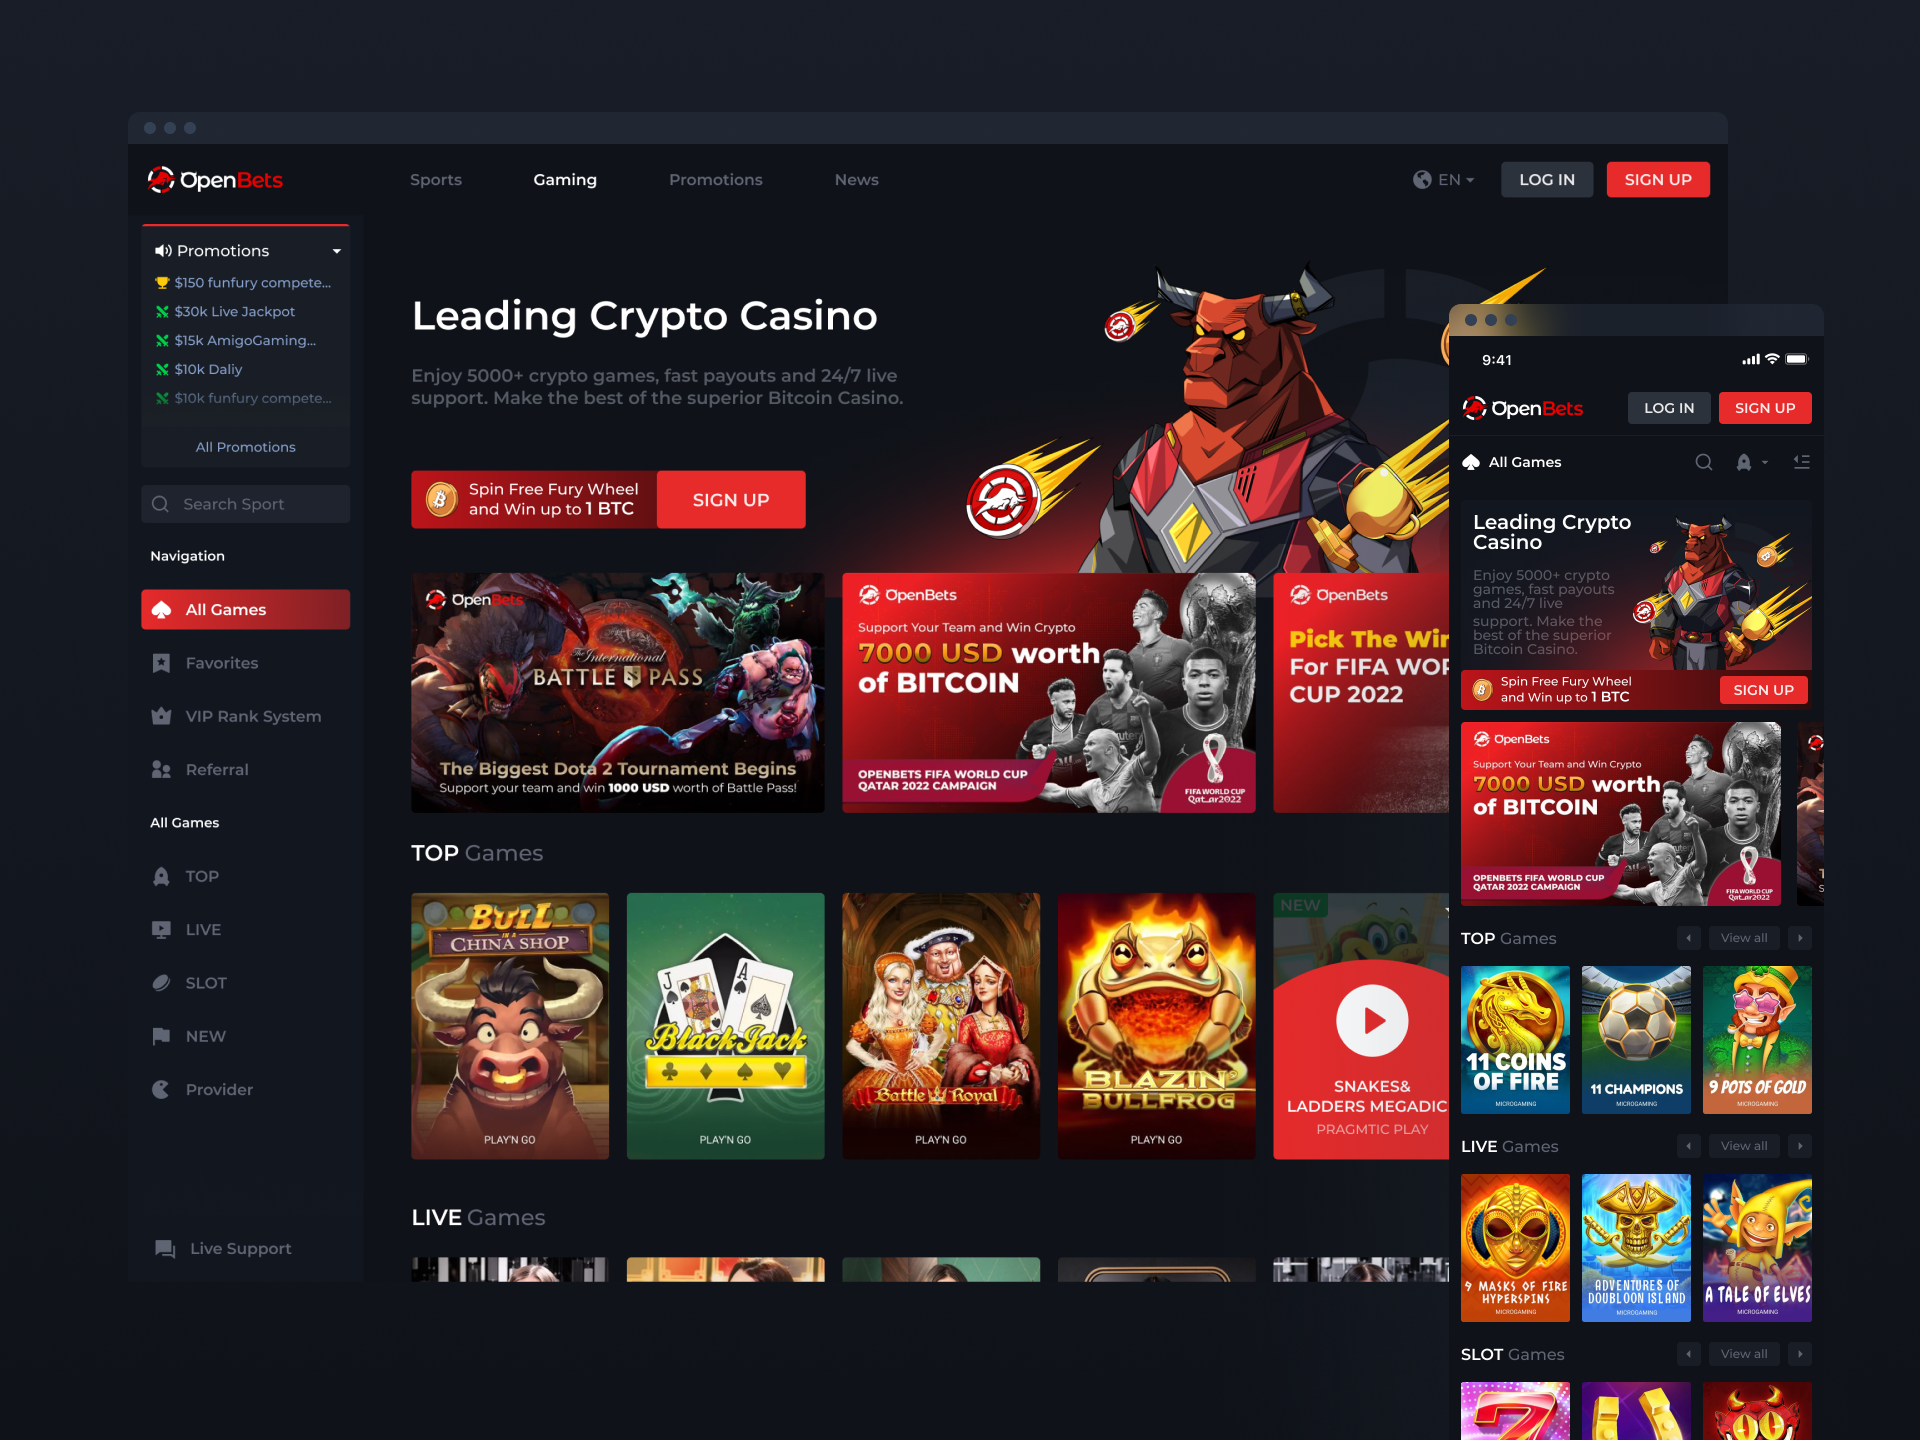 OpenBets
Sports
Gaming
Promotions
News
EN
LOG IN
SIGN UP
Promotions
$150 funfury compete...
$30k Live Jackpot
$15k AmigoGaming...
$10k Daliy
$10k funfury compete...
All Promotions
Search Sport
Navigation
All Games
Favorites
VIP Rank System
Referral
All Games
TOP
LIVE
SLOT
NEW
Provider
Live Support
Leading Crypto Casino
Enjoy 5000+ crypto games, fast payouts and 24/7 live
support. Make the best of the superior Bitcoin Casino.
Spin Free Fury Wheel
and Win up to 1 BTC
SIGN UP
OpenBets
The International
BATTLE PASS
The Biggest Dota 2 Tournament Begins
Support your team and win 1000 USD worth of Battle Pass!
OpenBets
Support Your Team and Win Crypto
7000 USD worth
of BITCOIN
OPENBETS FIFA WORLD CUP
QATAR 2022 CAMPAIGN
FIFA WORLD CUP
Qat_ar2022
OpenBets
Pick The Win
For FIFA WOR
CUP 2022
TOP Games
BULL
IN A
CHINA SHOP
PLAY'N GO
J
A
BlackJack
PLAY'N GO
Battle Royal
PLAY'N GO
BLAZIN'
BULLFROG
PLAY'N GO
NEW
SNAKES&
LADDERS MEGADIC
PRAGMTIC PLAY
LIVE Games
9:41
OpenBets
LOG IN
SIGN UP
All Games
Leading Crypto
Casino
Enjoy 5000+ crypto
games, fast payouts
and 24/7 live
support. Make the
best of the superior
Bitcoin Casino.
Spin Free Fury Wheel
and Win up to 1 BTC
SIGN UP
OpenBets
Support Your Team and Win Crypto
7000 USD worth
of BITCOIN
OPENBETS FIFA WORLD CUP
QATAR 2022 CAMPAIGN
FIFA WORLD CUP
Qat_ar2022
TOP Games
View all
11 COINS
OF FIRE
MICROGAMING
11 CHAMPIONS
MICROGAMING
9 POTS OF GOLD
MICROGAMING
LIVE Games
View all
9 MASKS OF FIRE
HYPERSPINS
MICROGAMING
ADVENTURES OF
DOUBLOON ISLAND
MICROGAMING
A TALE OF ELVES
MICROGAMING
SLOT Games
View all
7